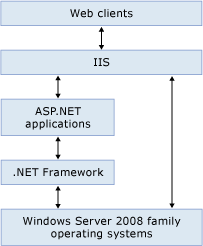 Web clients
IIS
ASP.NET
applications
.NET Framework
Windows Server 2008 family
operating systems